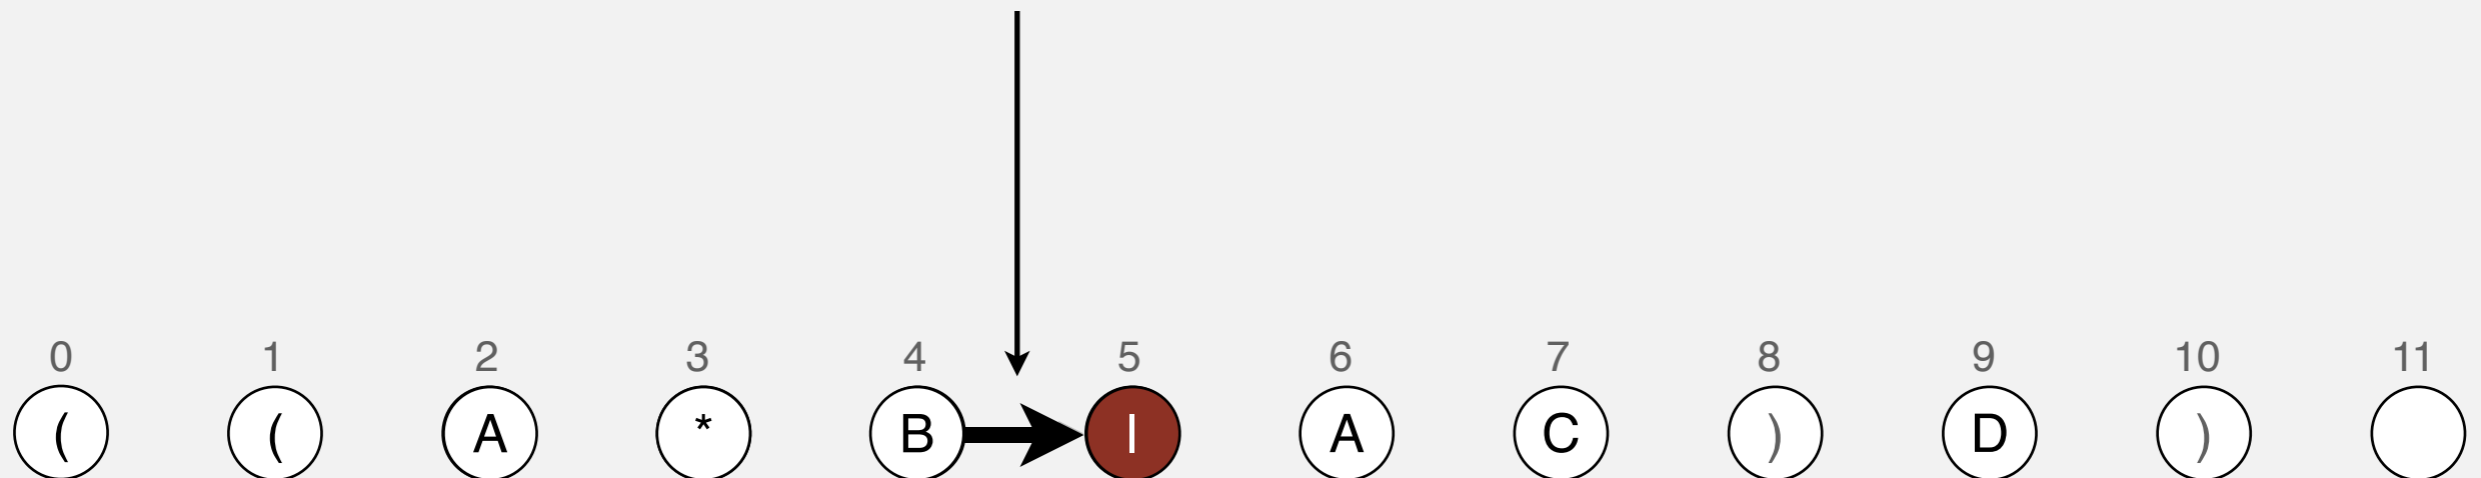 0 1 2 3 4 5 6 7 8 9 10 11
( ( A * B | A C ) D )